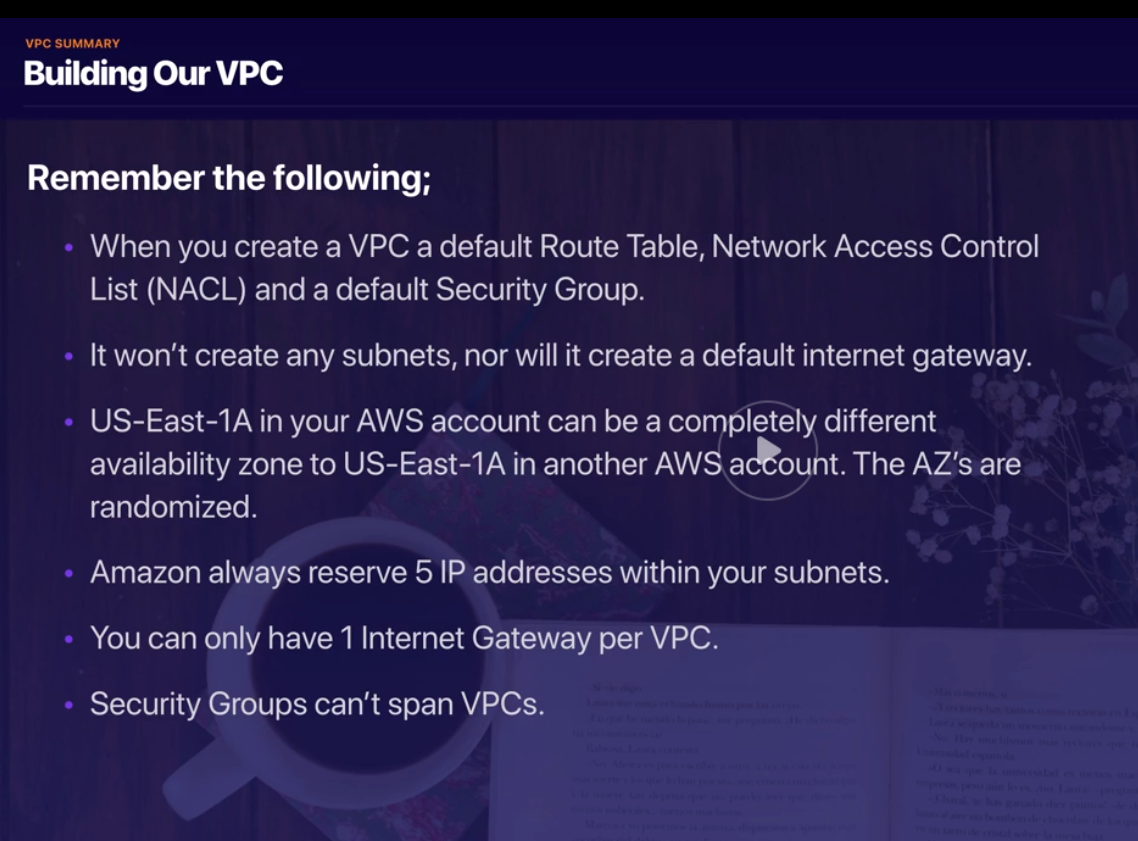 VPC SUMMARY
Building Our VPC
Remember the following;
• When you create a VPC a default Route Table, Network Access Control
List (NACL) and a default Security Group.
• It won’t create any subnets, nor will it create a default internet gateway.
• US-East-1A in your AWS account can be a completely different
availability zone to US-East-1A in another AWS account. The AZ’s are
randomized.
• Amazon always reserve 5 IP addresses within your subnets.
• You can only have 1 Internet Gateway per VPC.
• Security Groups can’t span VPCs.